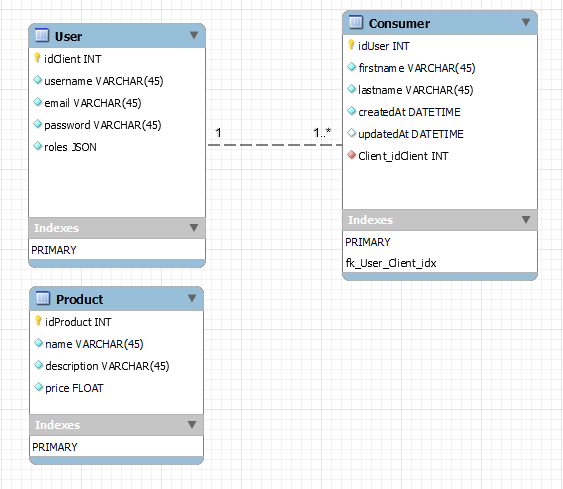 User
idClient INT
username VARCHAR(45)
email VARCHAR(45)
password VARCHAR(45)
roles JSON
Indexes
PRIMARY
1
1..*
Consumer
idUser INT
firstname VARCHAR(45)
lastname VARCHAR(45)
createdAt DATETIME
updatedAt DATETIME
Client_idClient INT
Indexes
PRIMARY
fk_User_Client_idx
Product
idProduct INT
name VARCHAR(45)
description VARCHAR(45)
price FLOAT
Indexes
PRIMARY